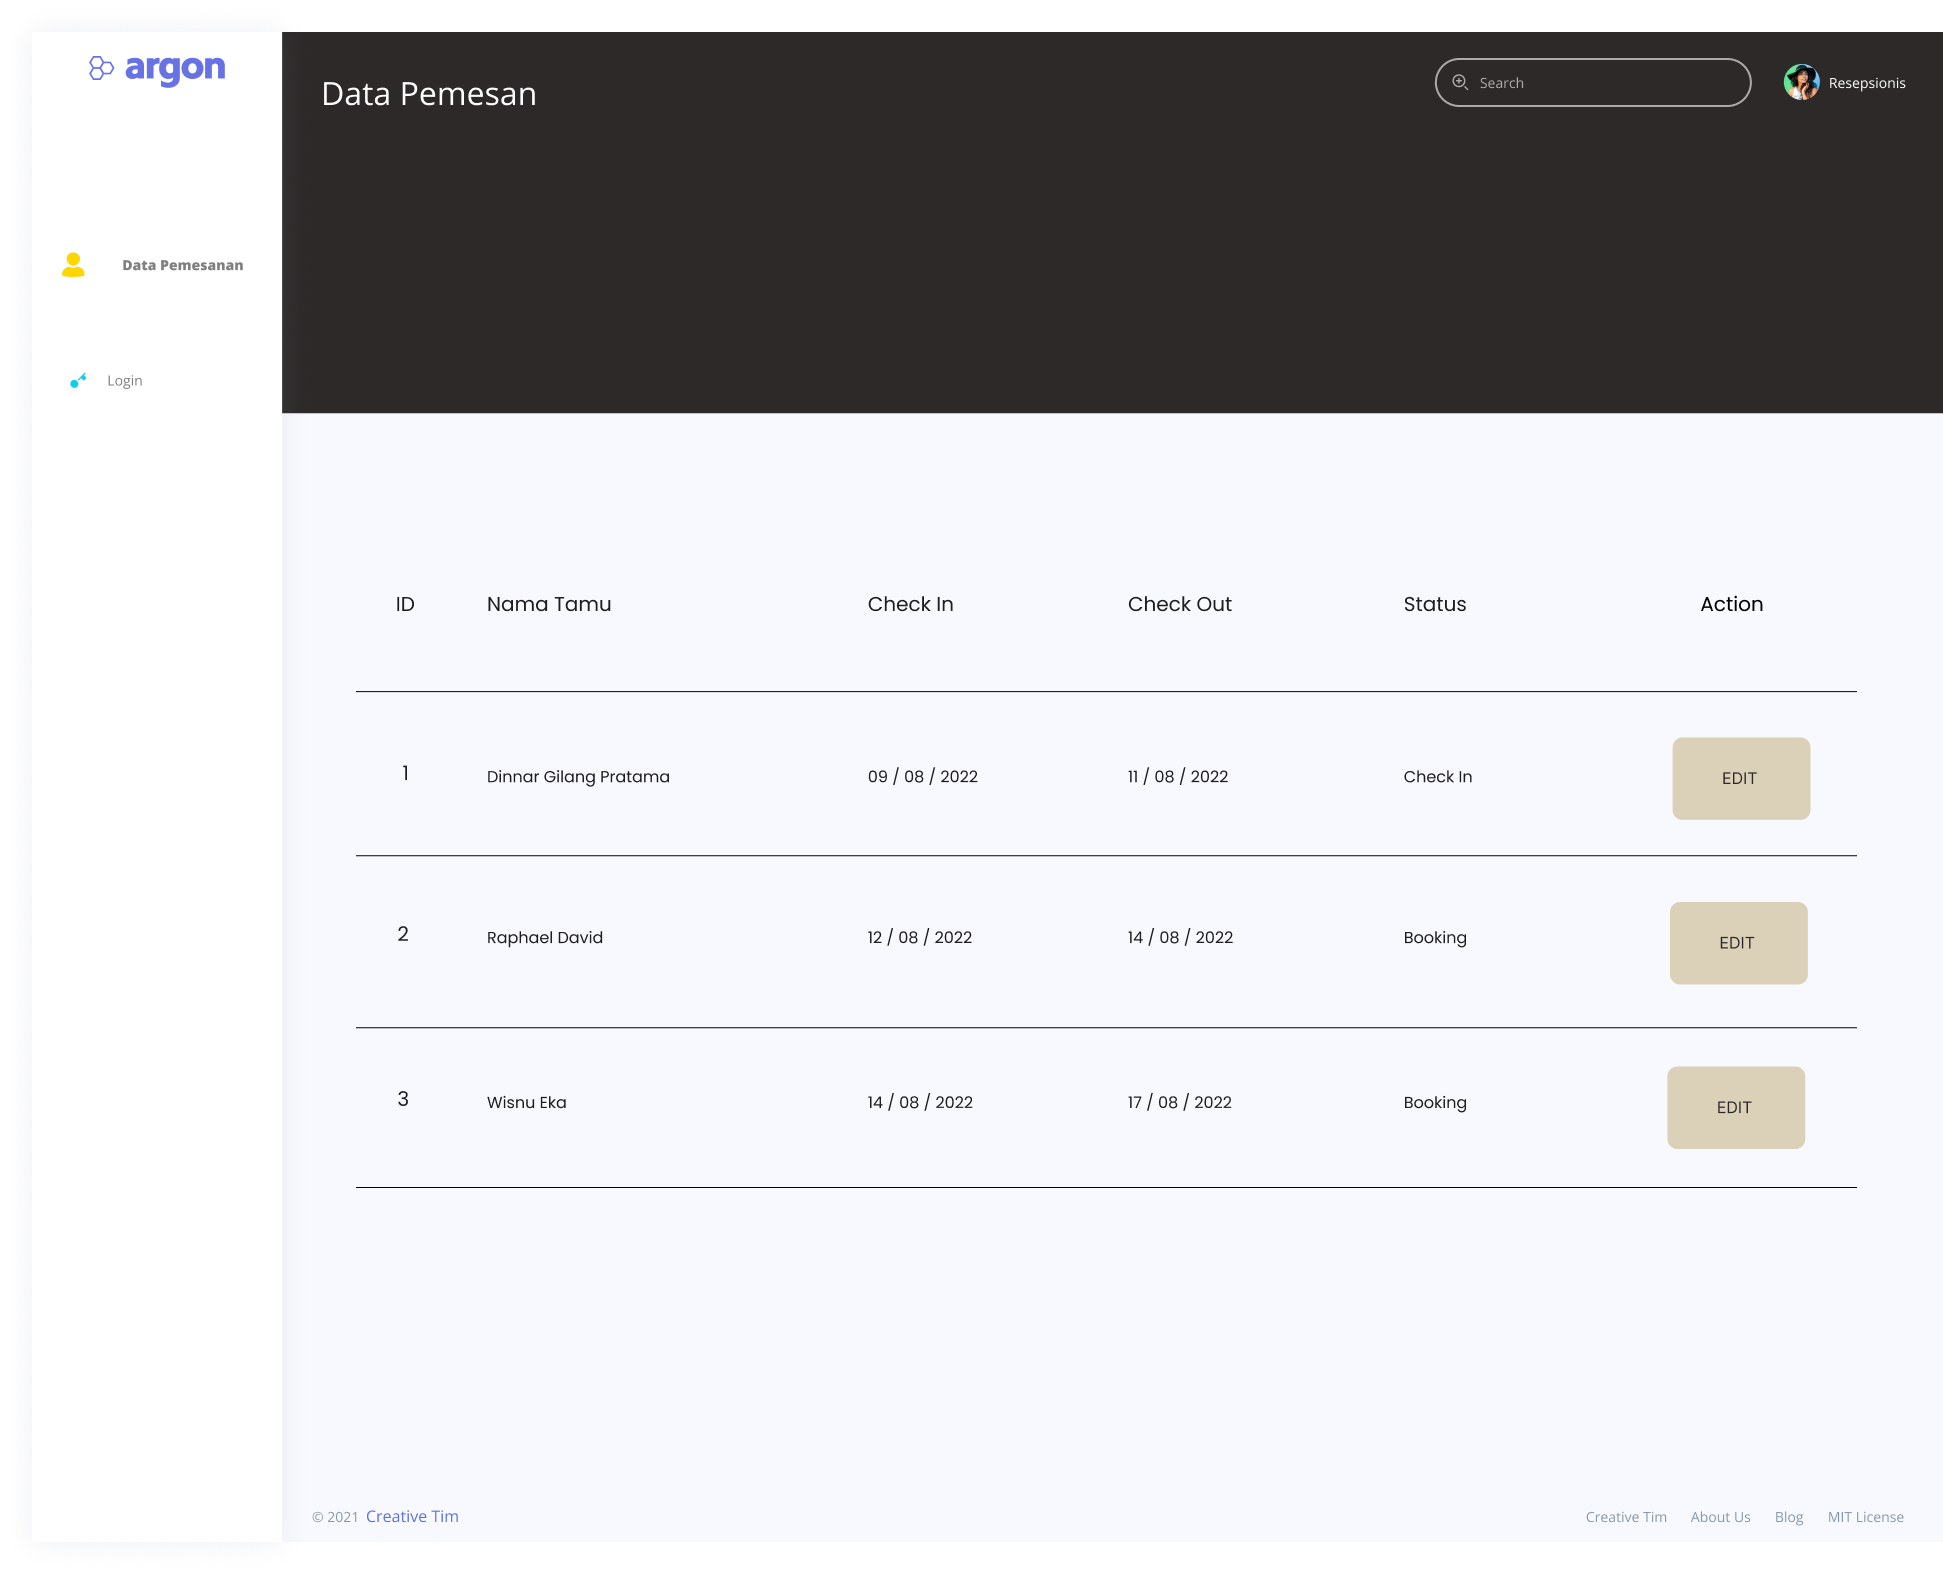 argon
Data Pemesan
Search
Resepsionis
Data Pemesanan
Login
ID Nama Tamu Check In Check Out Status Action
1 Dinnar Gilang Pratama 09 / 08 / 2022 11 / 08 / 2022 Check In EDIT
2 Raphael David 12 / 08 / 2022 14 / 08 / 2022 Booking EDIT
3 Wisnu Eka 14 / 08 / 2022 17 / 08 / 2022 Booking EDIT
© 2021 Creative Tim
Creative Tim About Us Blog MIT License